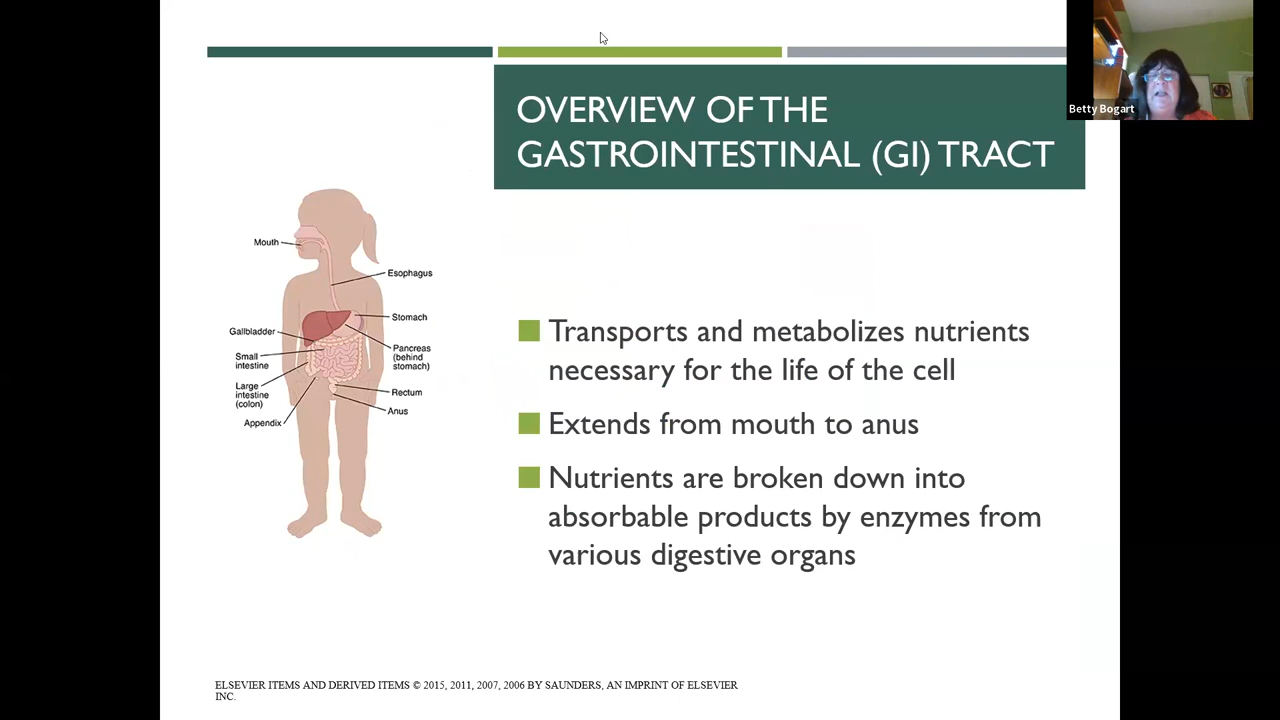 Betty Bogart
OVERVIEW OF THE
GASTROINTESTINAL (GI) TRACT
Mouth
Esophagus
Stomach
Gallbladder
Pancreas
(behind
stomach)
Small
intestine
Large
intestine
(colon)
Rectum
Anus
Appendix
Transports and metabolizes nutrients
necessary for the life of the cell
Extends from mouth to anus
Nutrients are broken down into
absorbable products by enzymes from
various digestive organs
ELSEVIER ITEMS AND DERIVED ITEMS © 2015, 2011, 2007, 2006 BY SAUNDERS, AN IMPRINT OF ELSEVIER
INC.